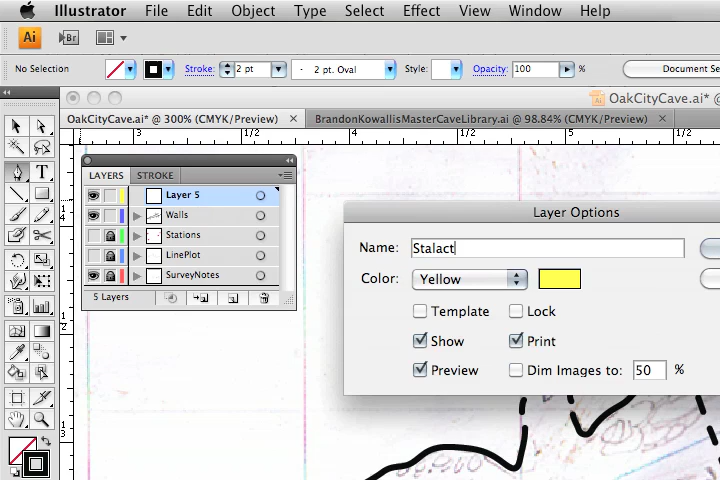 Illustrator File Edit Object Type Select Effect View Window Help
Ai Br
No Selection Stroke: 2 pt 2 pt. Oval Style: Opacity: 100 % Document Se
OakCityCave.ai* @
OakCityCave.ai* @ 300% (CMYK/Preview) BrandonKowallisMasterCaveLibrary.ai @ 98.84% (CMYK/Preview)
3 1/2 4 1/2 5 1/2
LAYERS STROKE
Layer 5
Walls
Stations
LinePlot
SurveyNotes
5 Layers
Layer Options
Name: Stalact
Color: Yellow
Template Lock
Show Print
Preview Dim Images to: 50 %